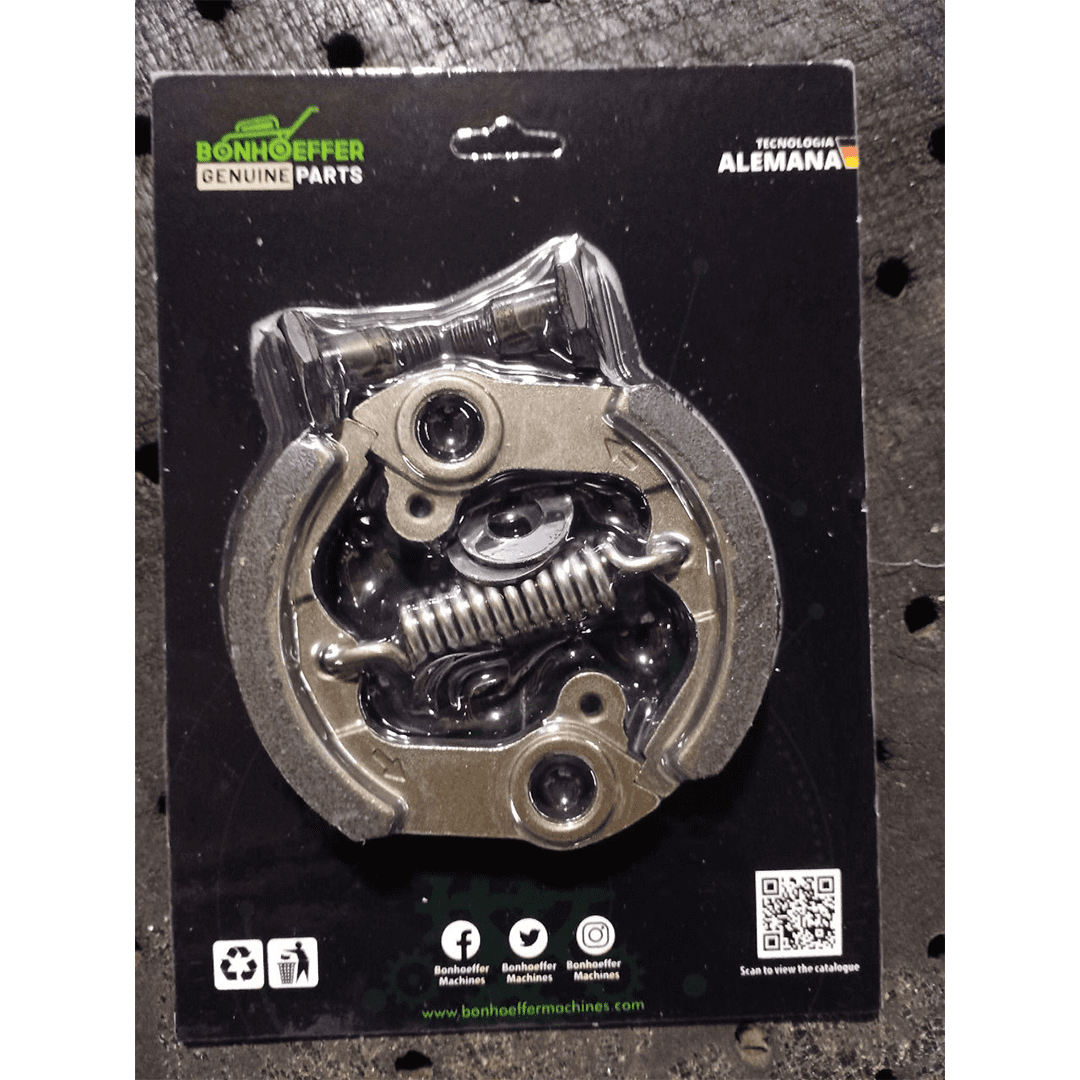 BONHOEFFER
GENUINE PARTS
TECNOLOGIA
ALEMANA
Bonhoeffer
Machines
Bonhoeffer
Machines
Bonhoeffer
Machines
Scan to view the catalogue
www.bonhoeffermachines.com